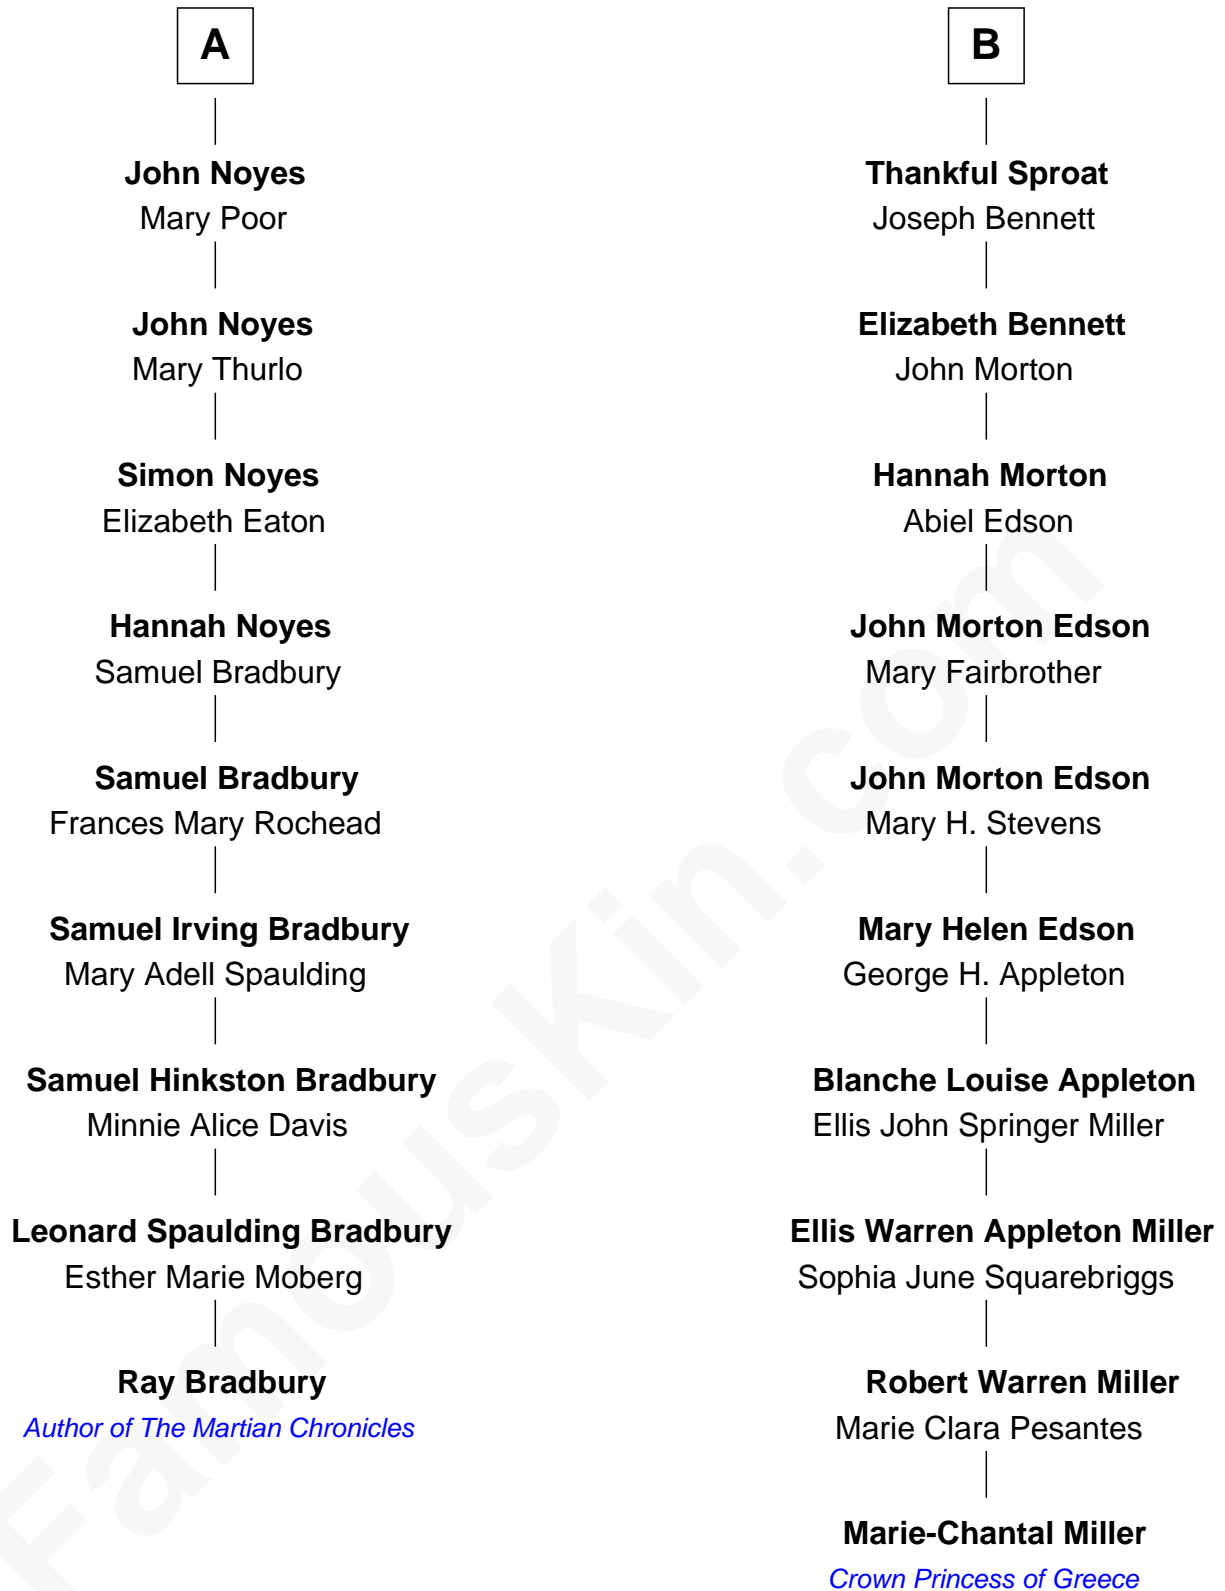 A
John Noyes
Mary Poor
John Noyes
Mary Thurlo
Simon Noyes
Elizabeth Eaton
Hannah Noyes
Samuel Bradbury
Samuel Bradbury
Frances Mary Rochead
Samuel Irving Bradbury
Mary Adell Spaulding
Samuel Hinkston Bradbury
Minnie Alice Davis
Leonard Spaulding Bradbury
Esther Marie Moberg
Ray Bradbury
Author of The Martian Chronicles
B
Thankful Sproat
Joseph Bennett
Elizabeth Bennett
John Morton
Hannah Morton
Abiel Edson
John Morton Edson
Mary Fairbrother
John Morton Edson
Mary H. Stevens
Mary Helen Edson
George H. Appleton
Blanche Louise Appleton
Ellis John Springer Miller
Ellis Warren Appleton Miller
Sophia June Squarebriggs
Robert Warren Miller
Marie Clara Pesantes
Marie-Chantal Miller
Crown Princess of Greece
FamousKin.com